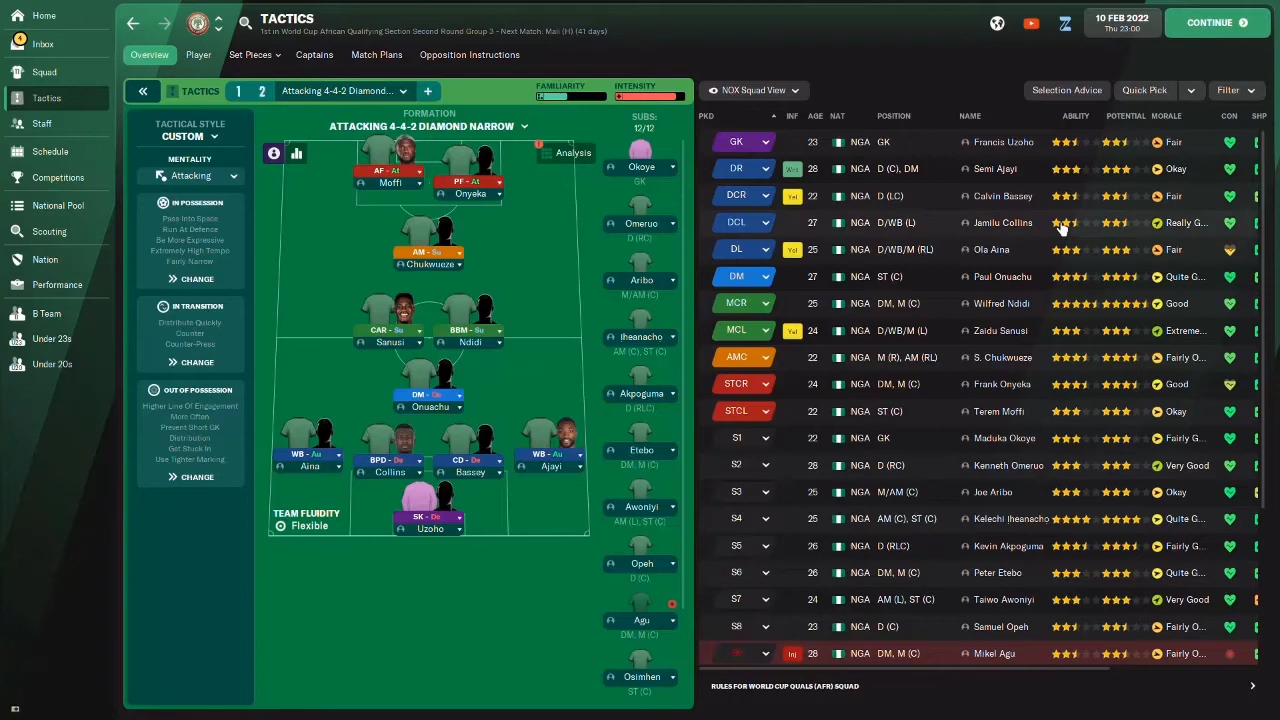 Home
4
Inbox
Squad
Tactics
Staff
Schedule
Competitions
National Pool
Scouting
Nation
Performance
B Team
Under 23s
Under 20s
TACTICS
1st in World Cup African Qualifying Section Second Round Group 3 - Next Match: Mali (H) (41 days)
10 FEB 2022
Thu 23:00
CONTINUE
Overview
Player
Set Pieces
Captains
Match Plans
Opposition Instructions
TACTICS
1
2
Attacking 4-4-2 Diamond...
FAMILIARITY
INTENSITY
TACTICAL STYLE
CUSTOM
MENTALITY
Attacking
IN POSSESSION
Pass Into Space
Run At Defence
Be More Expressive
Extremely High Tempo
Fairly Narrow
CHANGE
IN TRANSITION
Distribute Quickly
Counter
Counter-Press
CHANGE
OUT OF POSSESSION
Higher Line Of Engagement
More Often
Prevent Short GK
Distribution
Get Stuck In
Use Tighter Marking
CHANGE
FORMATION
ATTACKING 4-4-2 DIAMOND NARROW
Analysis
AF - At
Moffi
PF - At
Onyeka
AM - Su
Chukwueze
CAR - Su
Sanusi
BBM - Su
Ndidi
DM - De
Onuachu
WB - Au
Aina
BPD - De
Collins
CD - De
Bassey
WB - Au
Ajayi
SK - De
Uzoho
TEAM FLUIDITY
Flexible
SUBS:
12/12
Okoye
GK
Omeruo
D (RC)
Aribo
M/AM (C)
Iheanacho
AM (C), ST (C)
Akpoguma
D (RLC)
Etebo
DM, M (C)
Awoniyi
AM (L), ST (C)
Opeh
D (C)
Agu
DM, M (C)
Osimhen
ST (C)
NOX Squad View
Selection Advice
Quick Pick
Filter
PKD INF AGE NAT POSITION NAME ABILITY POTENTIAL MORALE CON SHP
GK 23 NGA GK Francis Uzoho Fair
DR Wnt 28 NGA D (C), DM Semi Ajayi Okay
DCR Yel 22 NGA D (LC) Calvin Bassey Fair
DCL 27 NGA D/WB (L) Jamilu Collins Really G...
DL Yel 25 NGA D/WB/M (RL) Ola Aina Fair
DM 27 NGA ST (C) Paul Onuachu Quite G...
MCR 25 NGA DM, M (C) Wilfred Ndidi Good
MCL Yel 24 NGA D/WB/M (L) Zaidu Sanusi Okay
AMC 22 NGA M (R), AM (RL) S. Chukwueze Fairly O...
STCR 24 NGA DM, M (C) Frank Onyeka Good
STCL 22 NGA ST (C) Terem Moffi Okay
S1 22 NGA GK Maduka Okoye Fairly G...
S2 28 NGA D (RC) Kenneth Omeruo Very Good
S3 25 NGA M/AM (C) Joe Aribo Okay
S4 25 NGA AM (C), ST (C) Kelechi Iheanacho Quite G...
S5 26 NGA D (RLC) Kevin Akpoguma Fairly G...
S6 26 NGA DM, M (C) Peter Etebo Quite G...
S7 24 NGA AM (L), ST (C) Taiwo Awoniyi Very Good
S8 23 NGA D (C) Samuel Opeh Fairly O...
S9 Inj 28 NGA DM, M (C) Mikel Agu Fairly O...
RULES FOR WORLD CUP QUALS (AFR) SQUAD